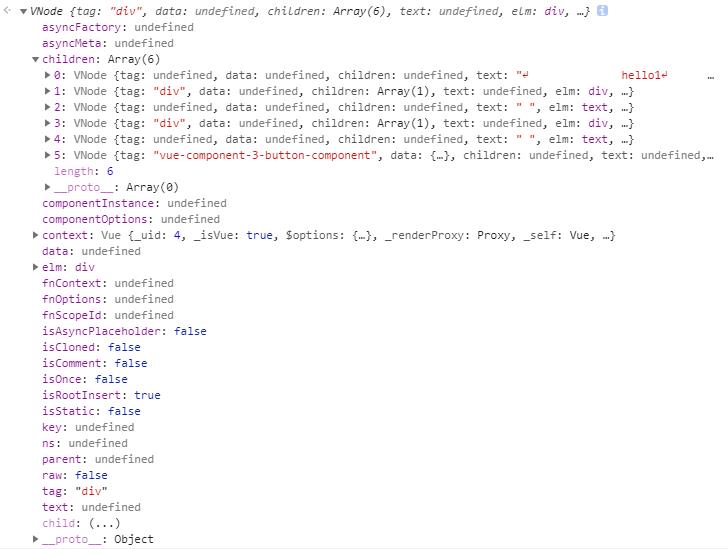 VNode {tag: "div", data: undefined, children: Array(6), text: undefined, elm: div, …}
asyncFactory: undefined
asyncMeta: undefined
children: Array(6)
0: VNode {tag: undefined, data: undefined, children: undefined, text: "↵ hello1↵ …
1: VNode {tag: "div", data: undefined, children: Array(1), text: undefined, elm: div, …}
2: VNode {tag: undefined, data: undefined, children: undefined, text: " ", elm: text, …}
3: VNode {tag: "div", data: undefined, children: Array(1), text: undefined, elm: div, …}
4: VNode {tag: undefined, data: undefined, children: undefined, text: " ", elm: text, …}
5: VNode {tag: "vue-component-3-button-component", data: {…}, children: undefined, text: undefined,…
length: 6
__proto__: Array(0)
componentInstance: undefined
componentOptions: undefined
context: Vue {_uid: 4, _isVue: true, $options: {…}, _renderProxy: Proxy, _self: Vue, …}
data: undefined
elm: div
fnContext: undefined
fnOptions: undefined
fnScopeId: undefined
isAsyncPlaceholder: false
isCloned: false
isComment: false
isOnce: false
isRootInsert: true
isStatic: false
key: undefined
ns: undefined
parent: undefined
raw: false
tag: "div"
text: undefined
child: (...)
__proto__: Object